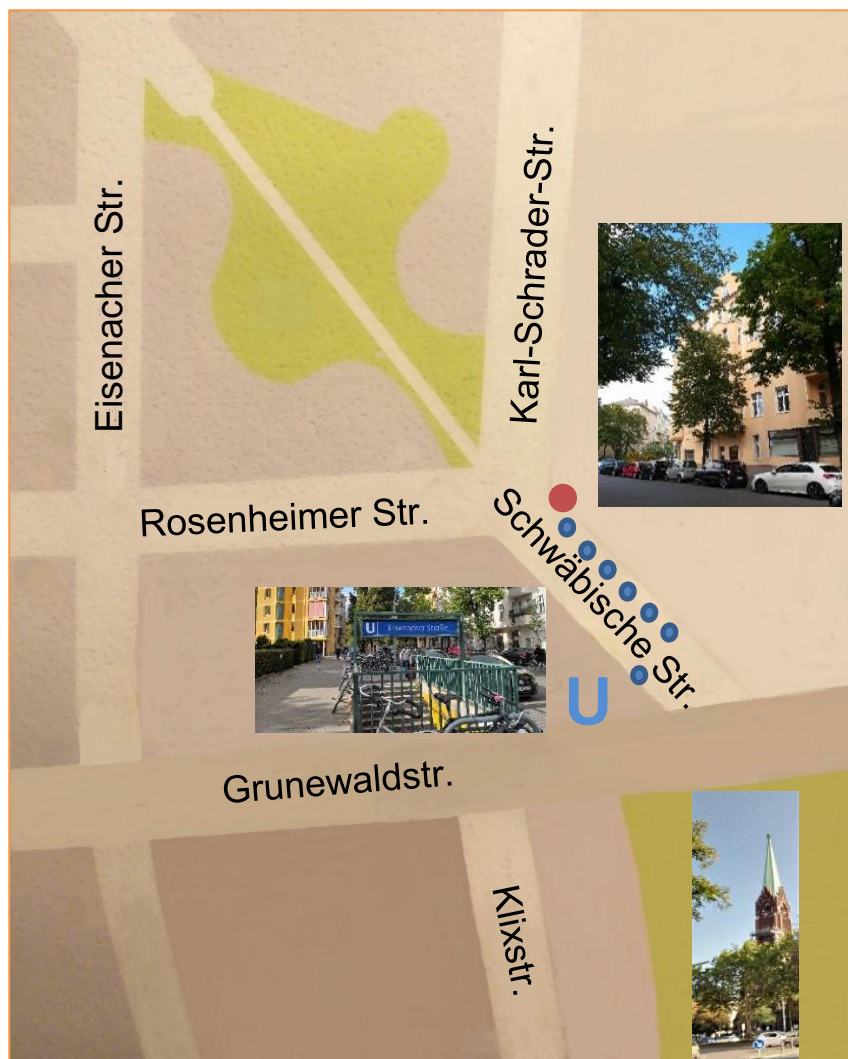 Eisenacher Str.
Karl-Schrader-Str.
Rosenheimer Str.
Schwäbische Str.
U Eisenacher Straße
U
Grunewaldstr.
Klixstr.